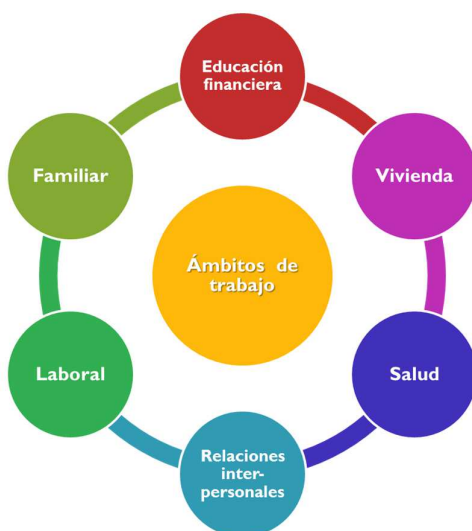 Educación
financiera
Familiar
Vivienda
Ámbitos de
trabajo
Laboral
Salud
Relaciones
inter-
personales